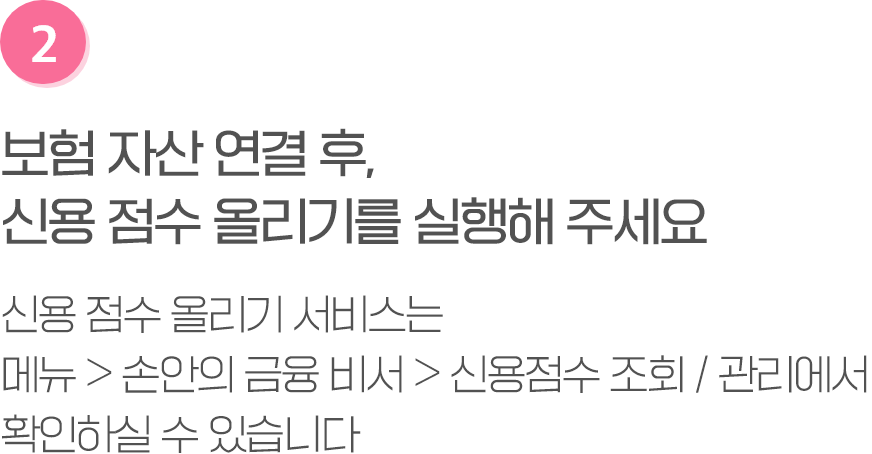 2
보험 자산 연결 후,
신용 점수 올리기를 실행해 주세요
신용 점수 올리기 서비스는
메뉴 > 손안의 금융 비서 > 신용점수 조회 / 관리에서
확인하실 수 있습니다